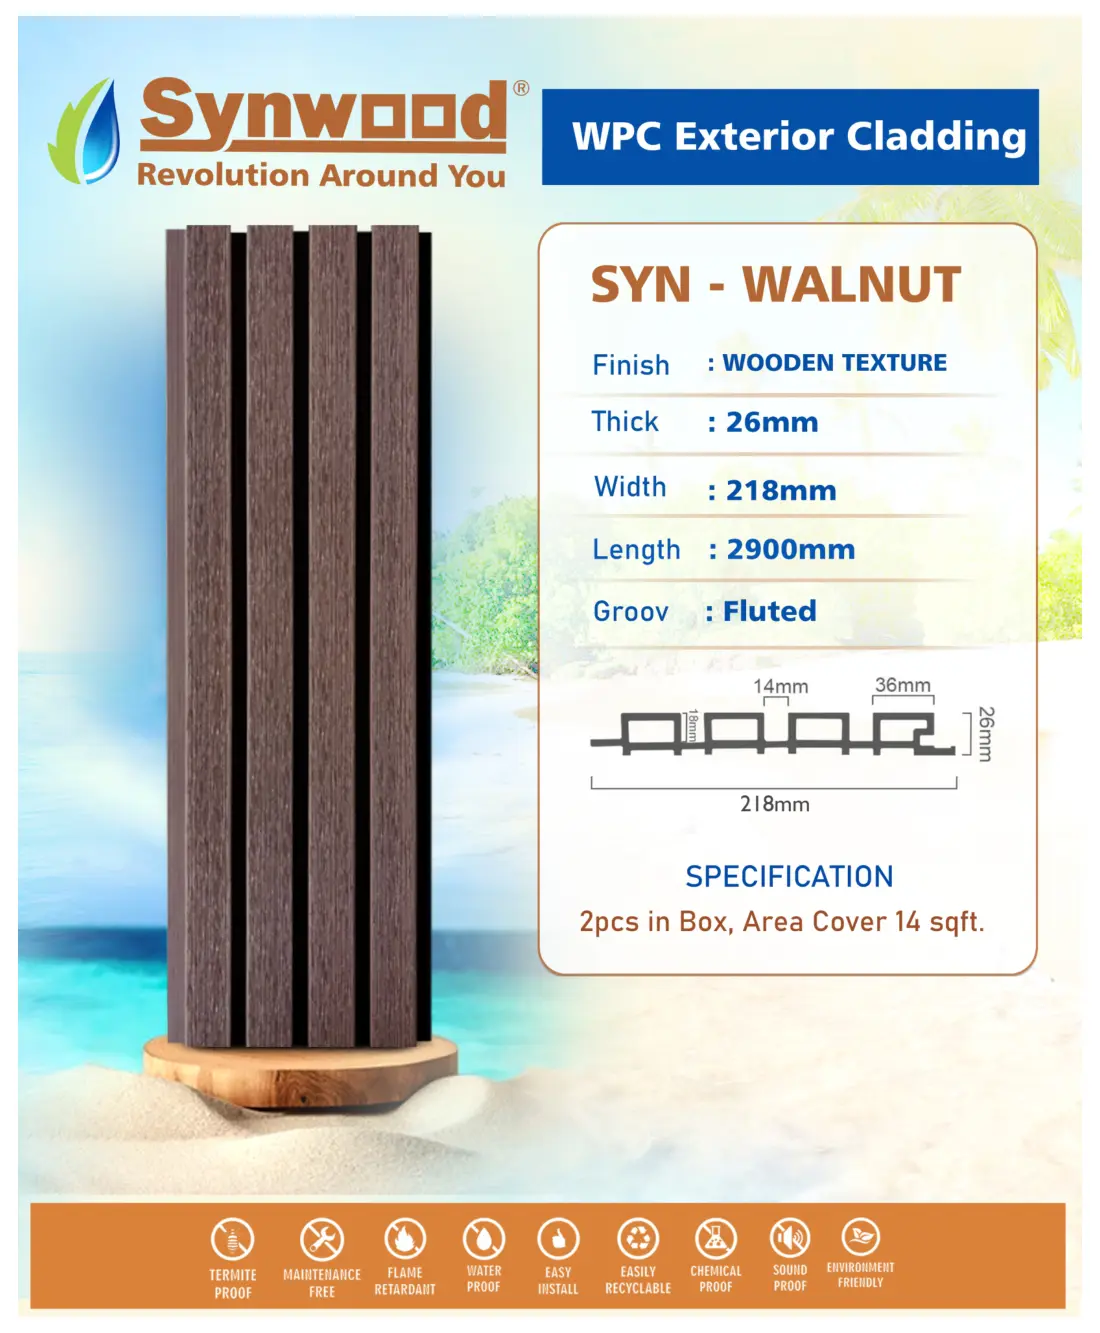 Synwood®
Revolution Around You
WPC Exterior Cladding
SYN - WALNUT
Finish : WOODEN TEXTURE
Thick : 26mm
Width : 218mm
Length : 2900mm
Groov : Fluted
14mm
36mm
18mm
26mm
218mm
SPECIFICATION
2pcs in Box, Area Cover 14 sqft.
TERMITE PROOF
MAINTENANCE FREE
FLAME RETARDANT
WATER PROOF
EASY INSTALL
EASILY RECYCLABLE
CHEMICAL PROOF
SOUND PROOF
ENVIRONMENT FRIENDLY